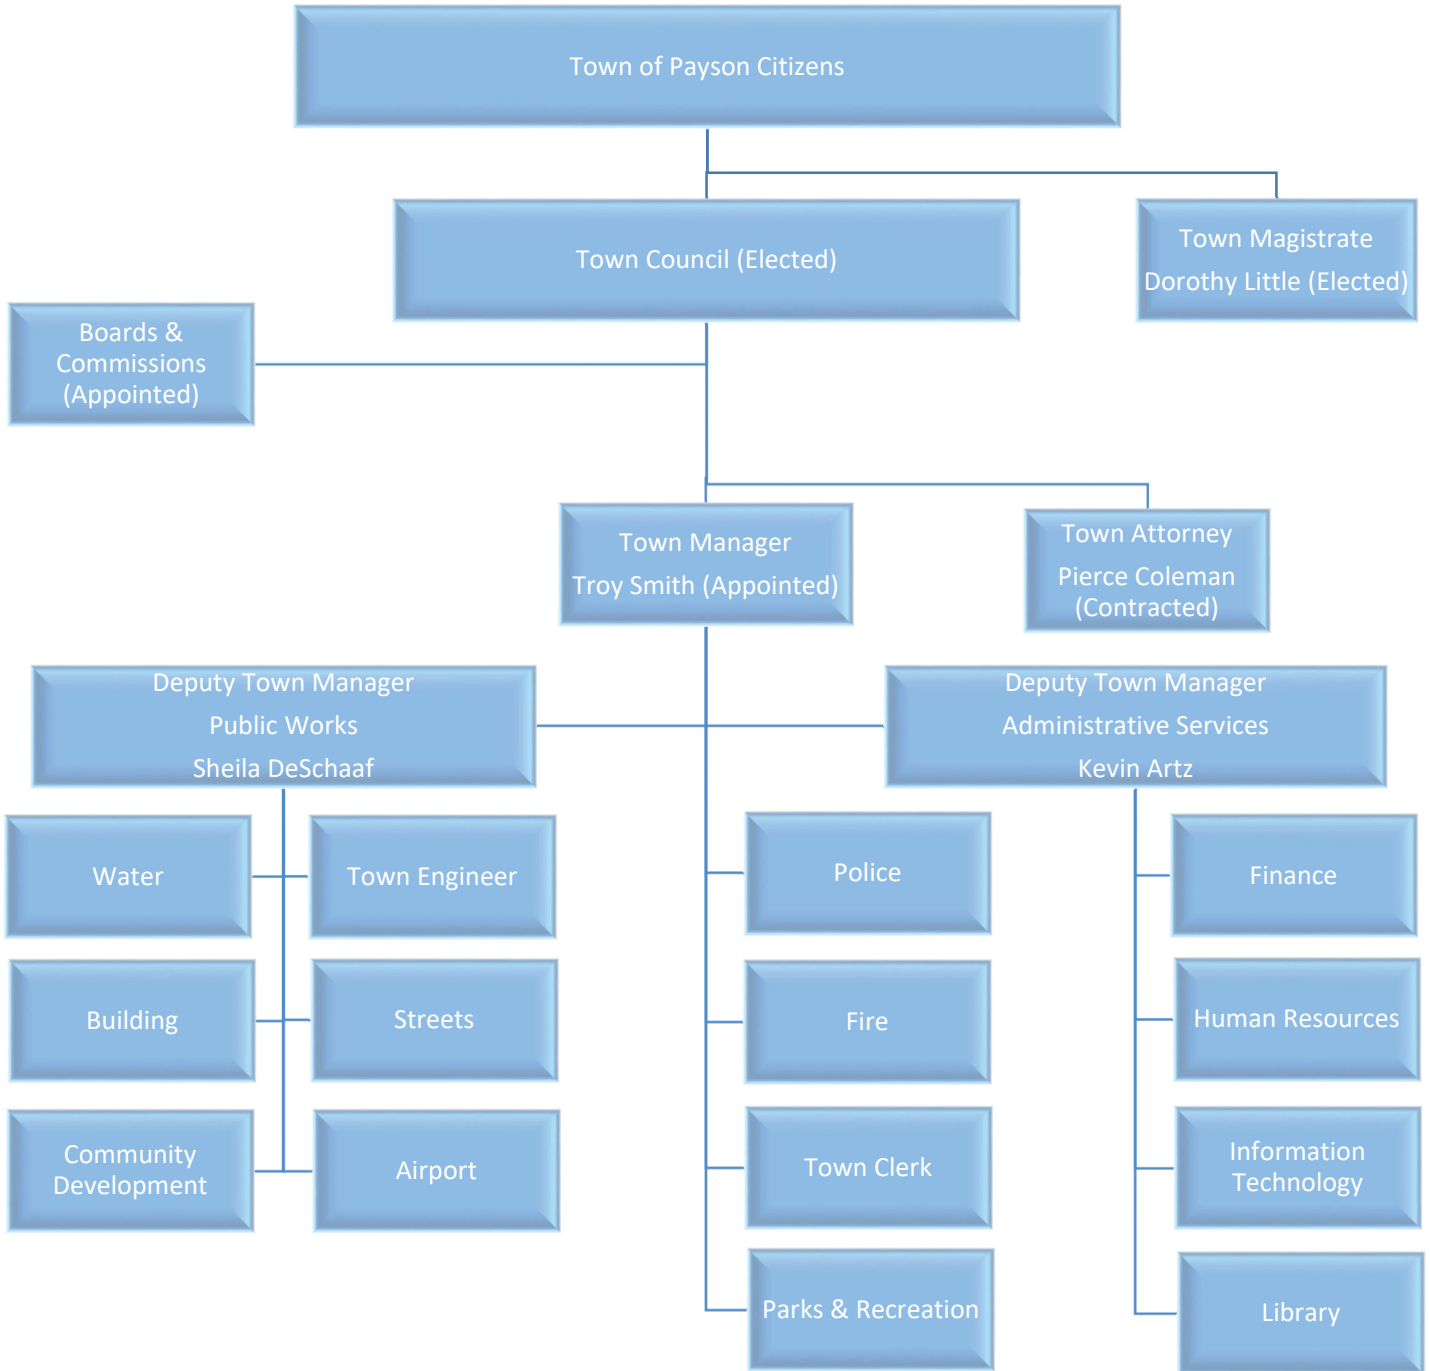 Town of Payson Citizens
Town Council (Elected)
Town Magistrate
Dorothy Little (Elected)
Boards &
Commissions
(Appointed)
Town Manager
Troy Smith (Appointed)
Town Attorney
Pierce Coleman
(Contracted)
Deputy Town Manager
Public Works
Sheila DeSchaaf
Deputy Town Manager
Administrative Services
Kevin Artz
Water
Town Engineer
Building
Streets
Community
Development
Airport
Police
Fire
Town Clerk
Parks & Recreation
Finance
Human Resources
Information
Technology
Library